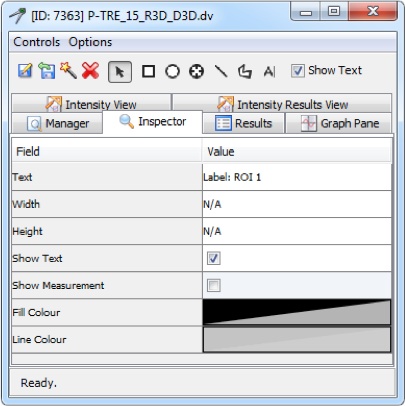 [ID: 7363] P-TRE_15_R3D_D3D.dv
Controls Options
A Show Text
Intensity View Intensity Results View
Manager Inspector Results Graph Pane
Field Value
Text Label: ROI 1
Width N/A
Height N/A
Show Text
Show Measurement
Fill Colour
Line Colour
Ready.